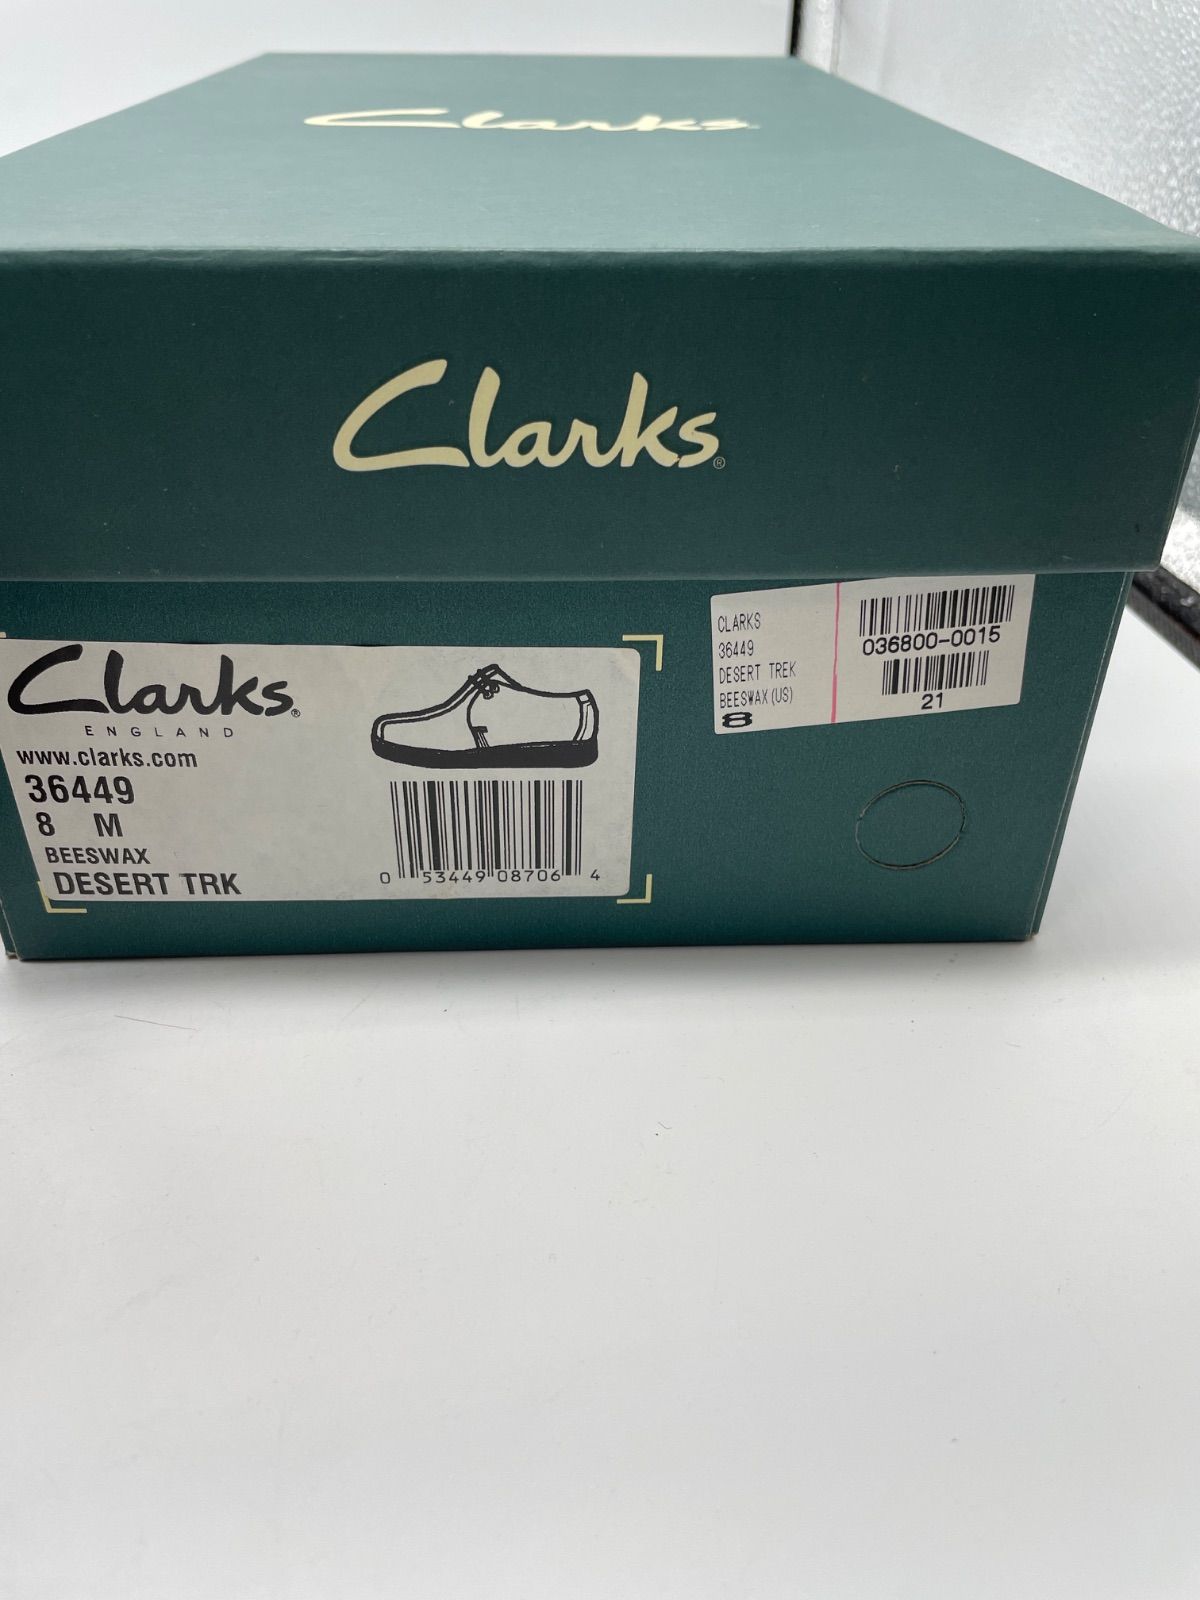 Clarks
Clarks®
Clarks®
ENGLAND
www.clarks.com
36449
8 M
BEESWAX
DESERT TRK
0 53449 08706 4
CLARKS
36449
DESERT TREK
BEESWAX(US)
8
036800-0015
21